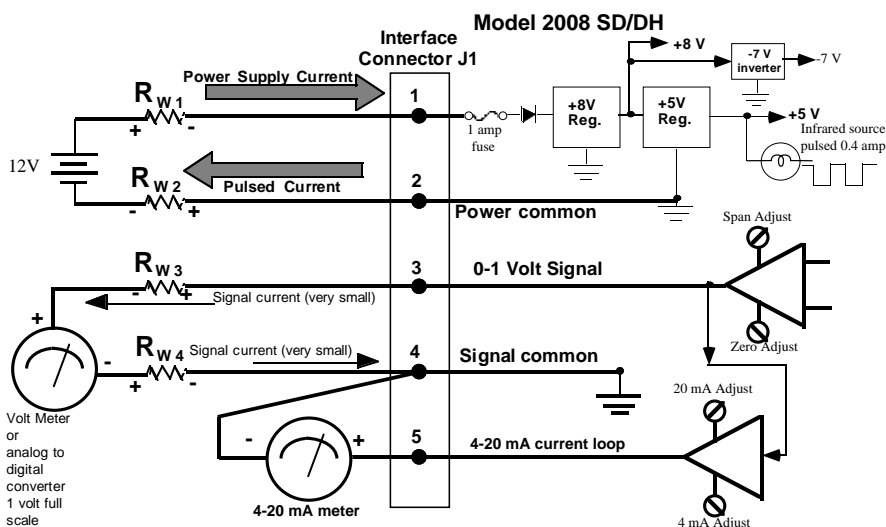 Model 2008 SD/DH
Interface
Connector J1
+8 V
-7 V
inverter
-7 V
Power Supply Current
R W1
+ -
1
1 amp
fuse
+8V
Reg.
+5V
Reg.
+5 V
Infrared source
pulsed 0.4 amp
12V
R W2
- +
Pulsed Current
2
Power common
Span Adjust
R W3
- +
3
0-1 Volt Signal
Signal current (very small)
+
-
R W4
+ -
Signal current (very small)
4
Signal common
Zero Adjust
20 mA Adjust
Volt Meter
or
analog to
digital
converter
1 volt full
scale
- +
5
4-20 mA current loop
4-20 mA meter
4 mA Adjust